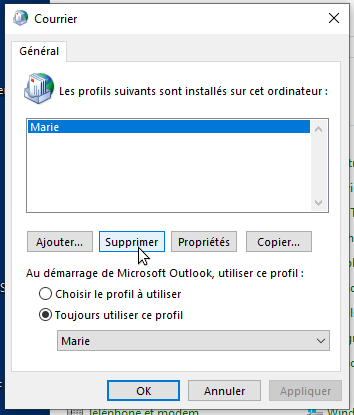 Courrier
Général
Les profils suivants sont installés sur cet ordinateur :
Marie
Ajouter...
Supprimer
Propriétés
Copier...
Au démarrage de Microsoft Outlook, utiliser ce profil :
Choisir le profil à utiliser
Toujours utiliser ce profil
Marie
OK
Annuler
Appliquer
Téléphone et modem
Wind